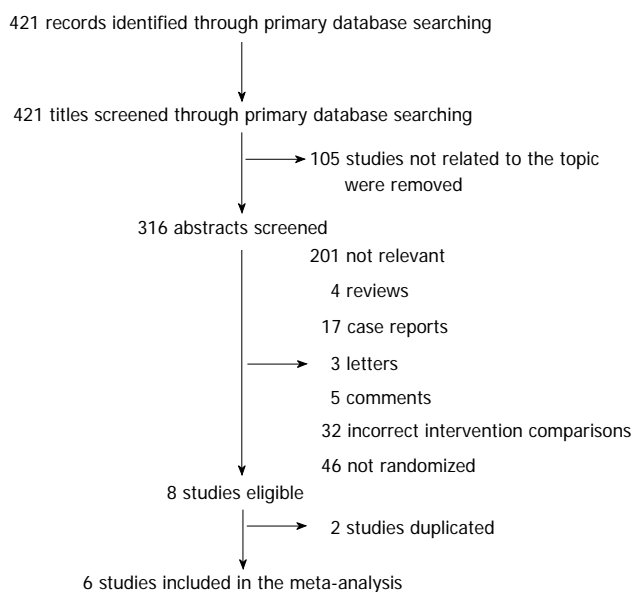 421 records identified through primary database searching
421 titles screened through primary database searching
105 studies not related to the topic
were removed
316 abstracts screened
201 not relevant
4 reviews
17 case reports
3 letters
5 comments
32 incorrect intervention comparisons
46 not randomized
8 studies eligible
2 studies duplicated
6 studies included in the meta-analysis